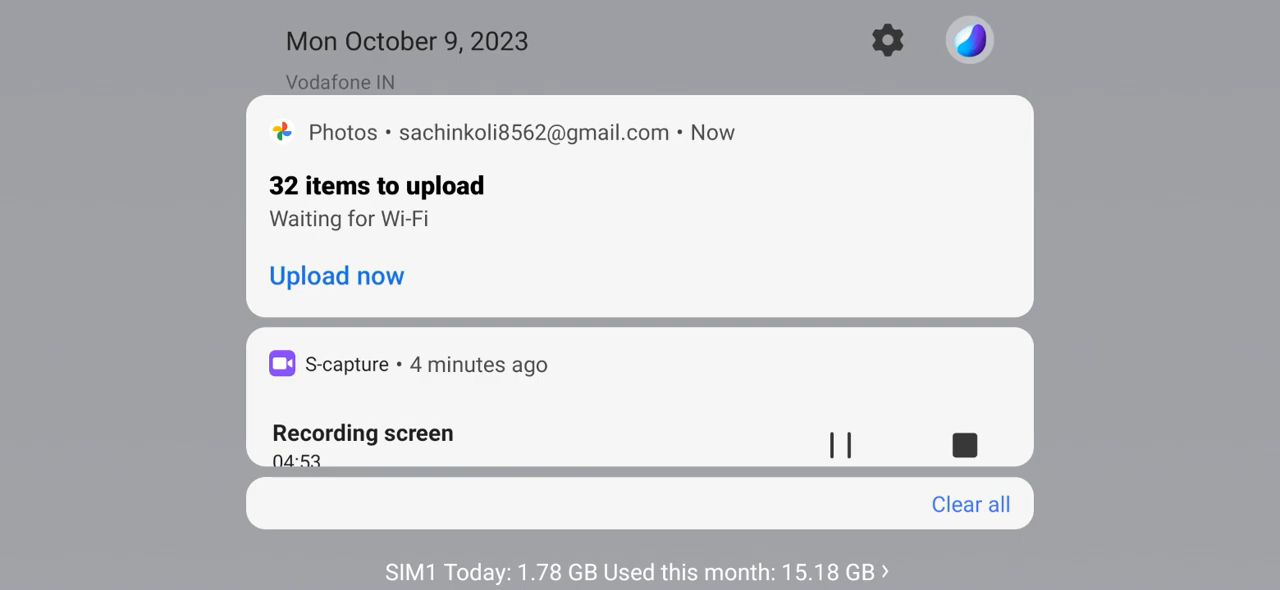 Mon October 9, 2023
Vodafone IN
Photos • sachinkoli8562@gmail.com • Now
32 items to upload
Waiting for Wi-Fi
Upload now
S-capture • 4 minutes ago
Recording screen
04:53
Clear all
SIM1 Today: 1.78 GB Used this month: 15.18 GB ›